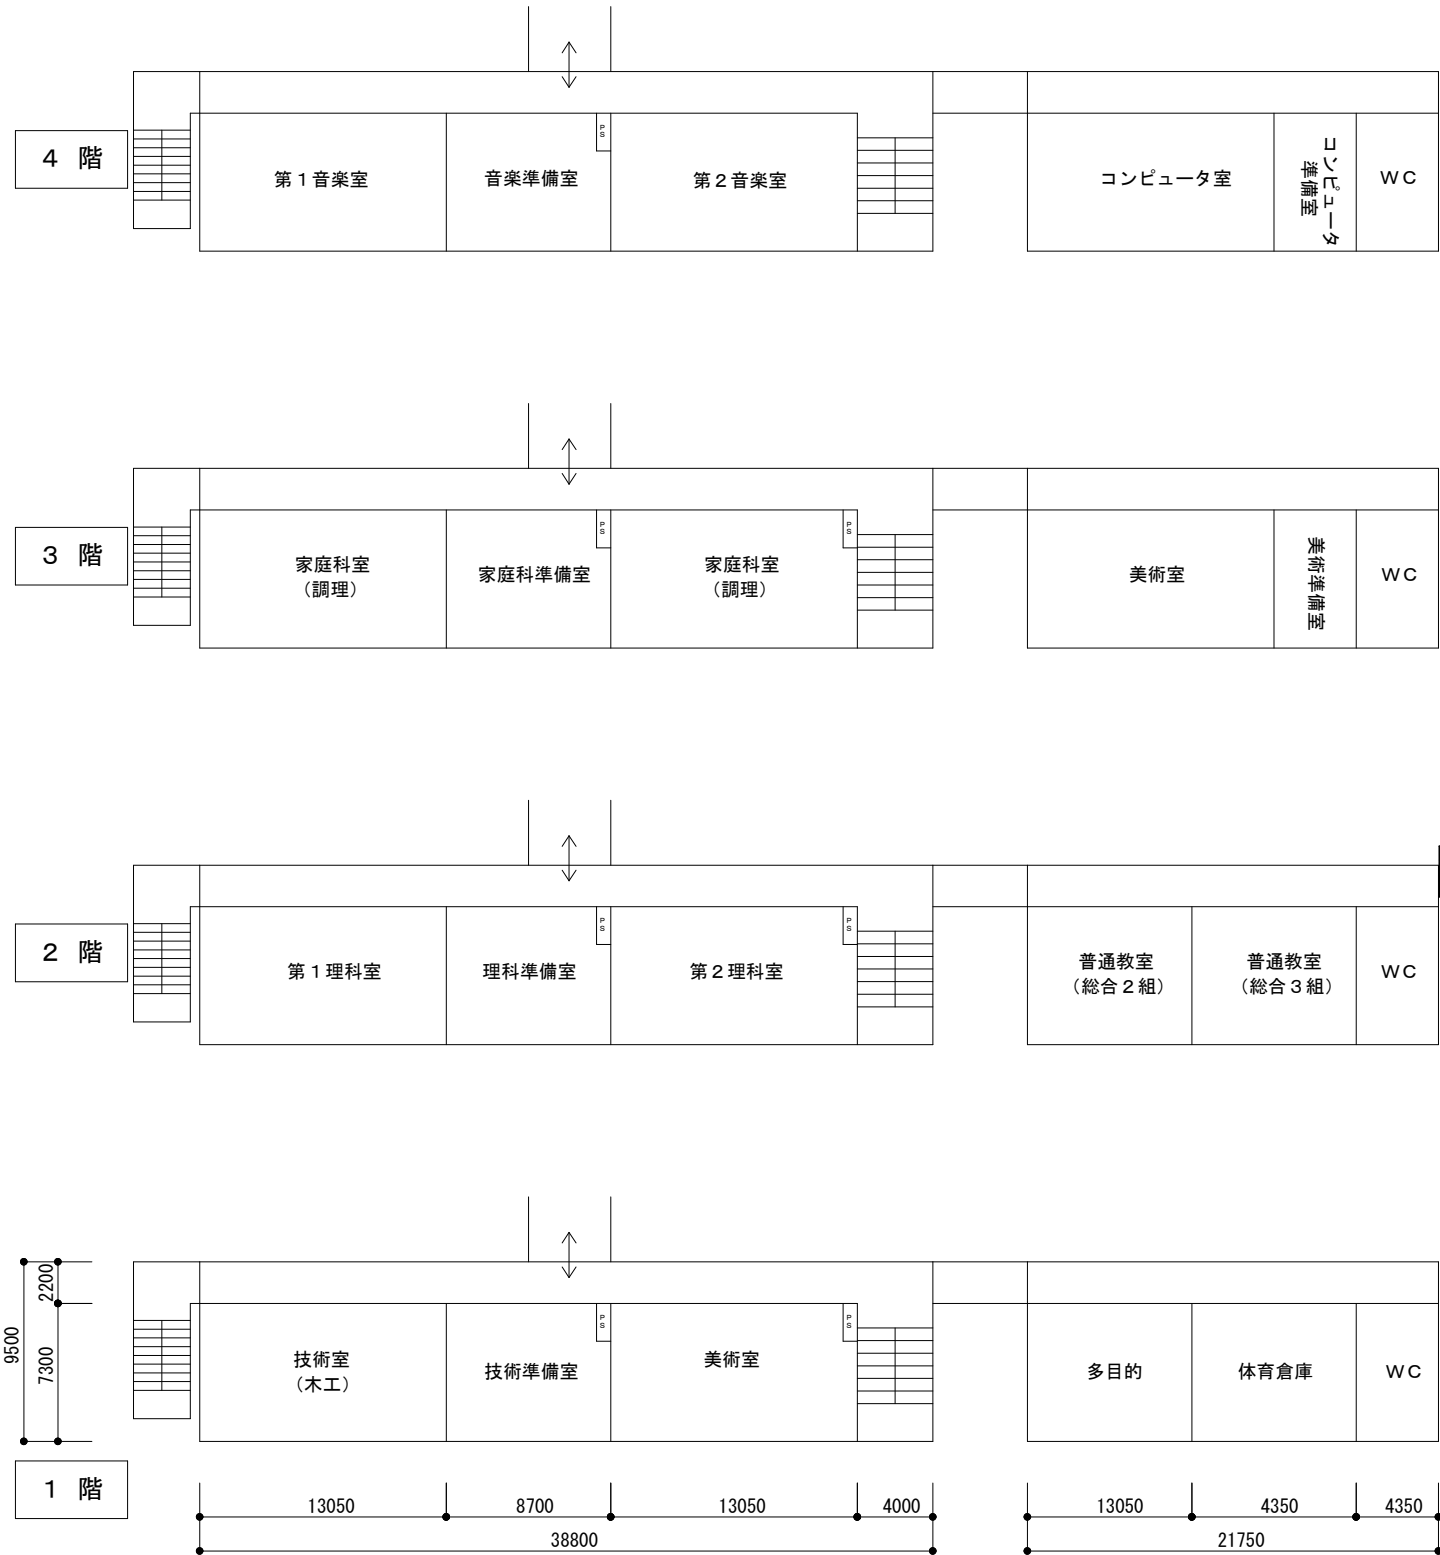 4 階
第1音楽室
音楽準備室
PS
第2音楽室
コンピュータ室
コンピュータ
準備室
WC
3 階
家庭科室
(調理)
家庭科準備室
PS
家庭科室
(調理)
PS
美術室
美術準備室
WC
2 階
第1理科室
理科準備室
PS
第2理科室
PS
普通教室
(総合2組)
普通教室
(総合3組)
WC
9500
2200
7300
技術室
(木工)
技術準備室
PS
美術室
PS
多目的
体育倉庫
WC
1 階
13050
8700
13050
4000
13050
4350
4350
38800
21750